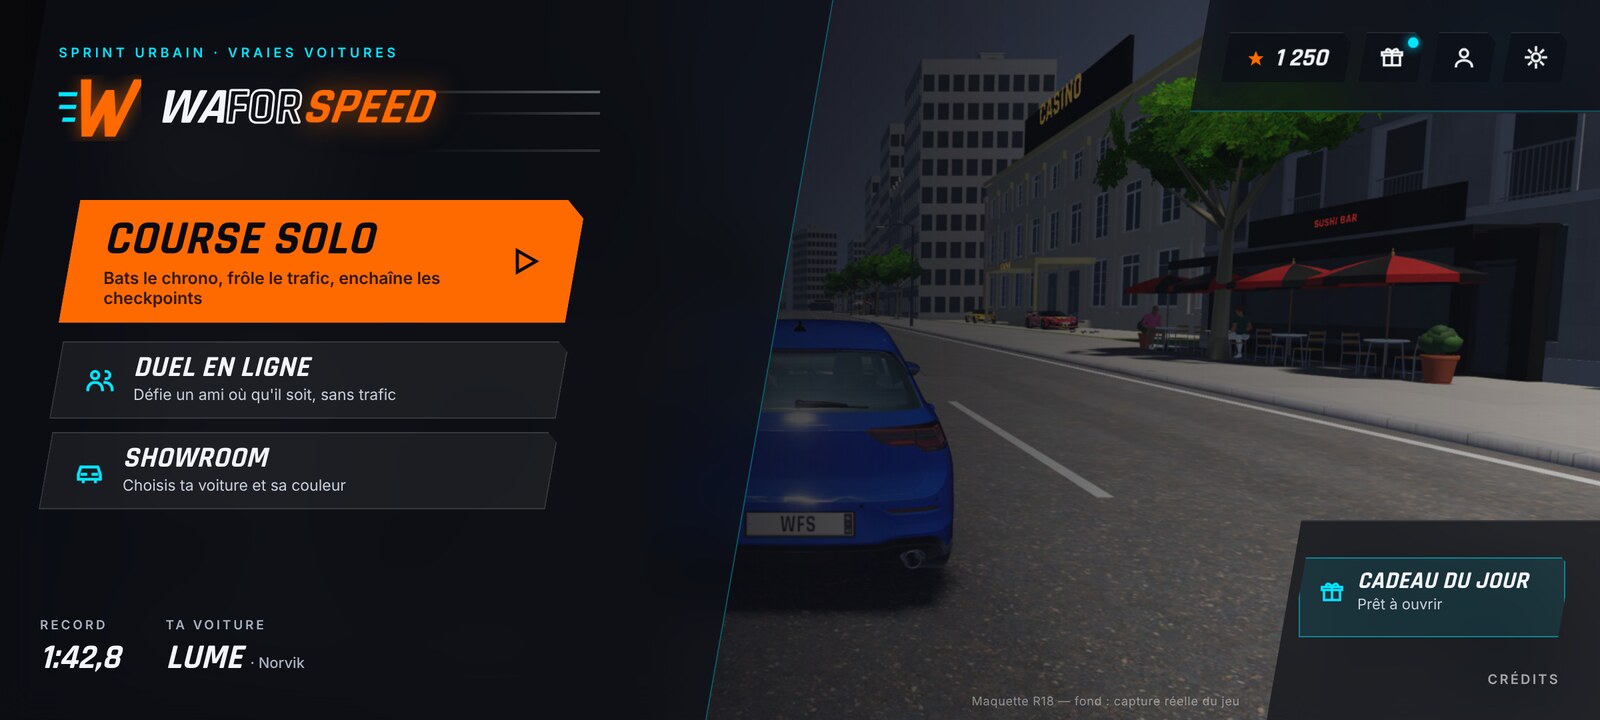 SPRINT URBAIN · VRAIES VOITURES
W WAFORSPEED
COURSE SOLO
Bats le chrono, frôle le trafic, enchaîne les
checkpoints
DUEL EN LIGNE
Défie un ami où qu'il soit, sans trafic
SHOWROOM
Choisis ta voiture et sa couleur
RECORD
1:42,8
TA VOITURE
LUME · Norvik
1 250
CASINO
SUSHI BAR
WFS
CADEAU DU JOUR
Prêt à ouvrir
CRÉDITS
Maquette R18 — fond : capture réelle du jeu